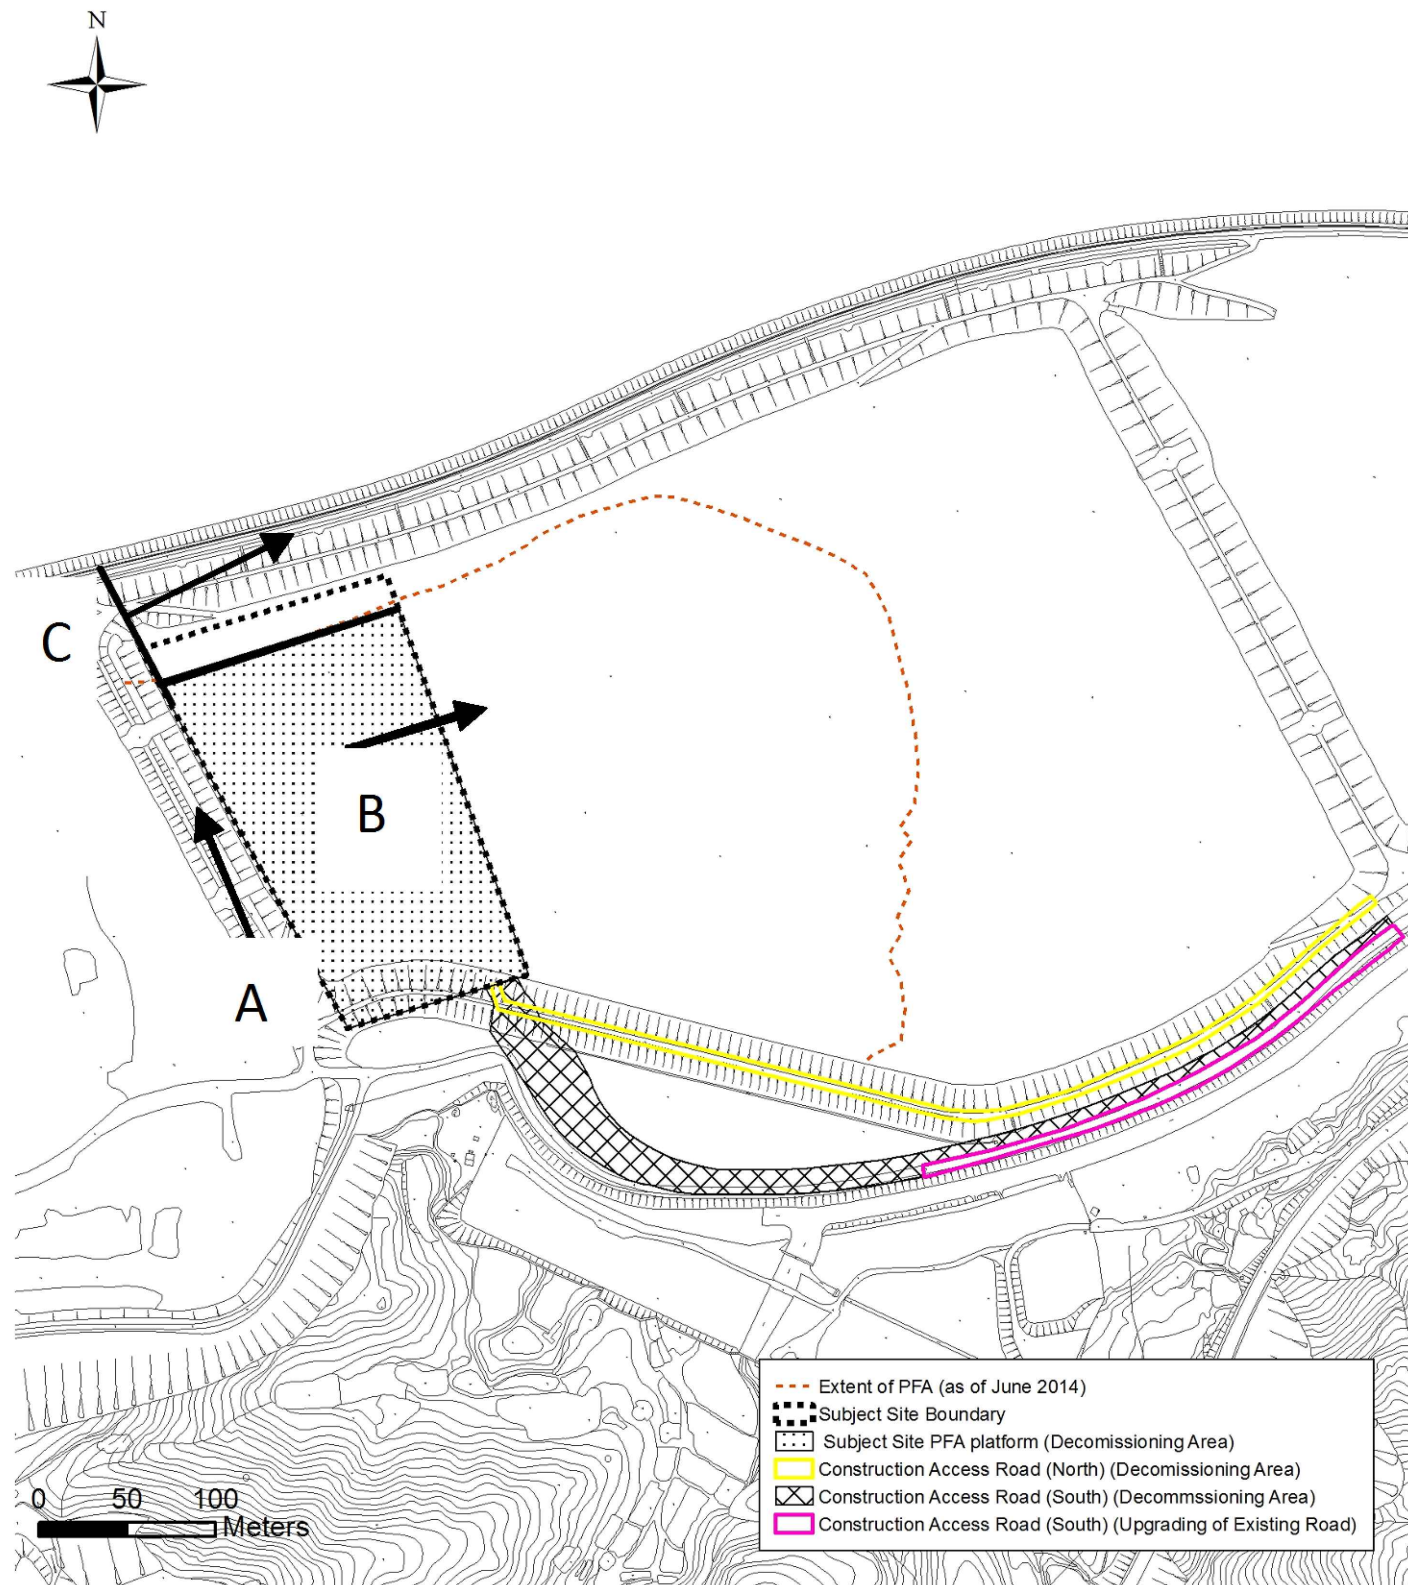 N
C
B
A
Extent of PFA (as of June 2014)
Subject Site Boundary
Subject Site PFA platform (Decomissioning Area)
Construction Access Road (North) (Decomissioning Area)
Construction Access Road (South) (Decommssioning Area)
Construction Access Road (South) (Upgrading of Existing Road)
0 50 100
Meters